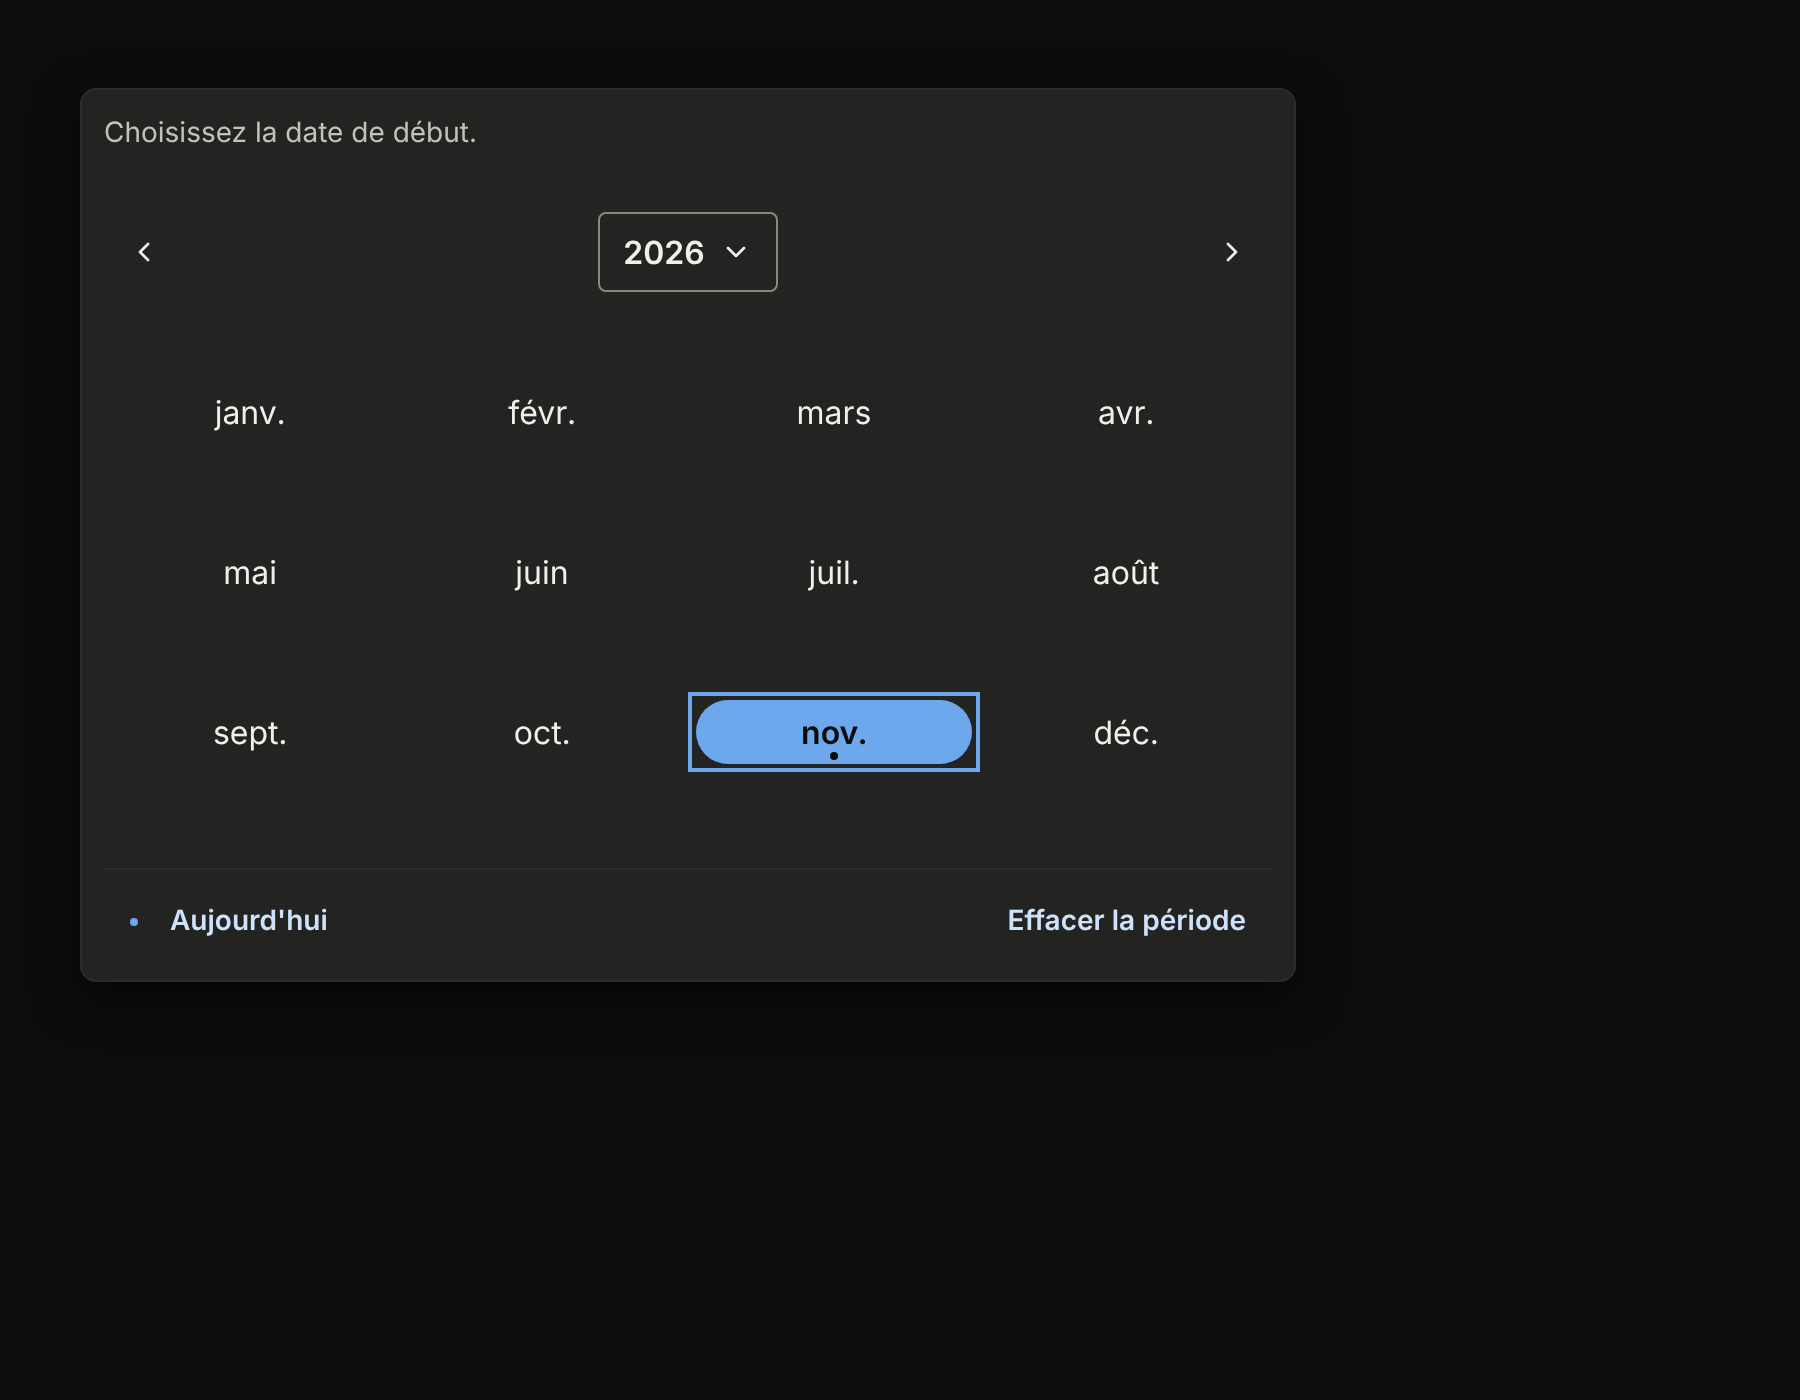 Choisissez la date de début.
2026
janv. févr. mars avr.
mai juin juil. août
sept. oct. nov. déc.
Aujourd'hui Effacer la période